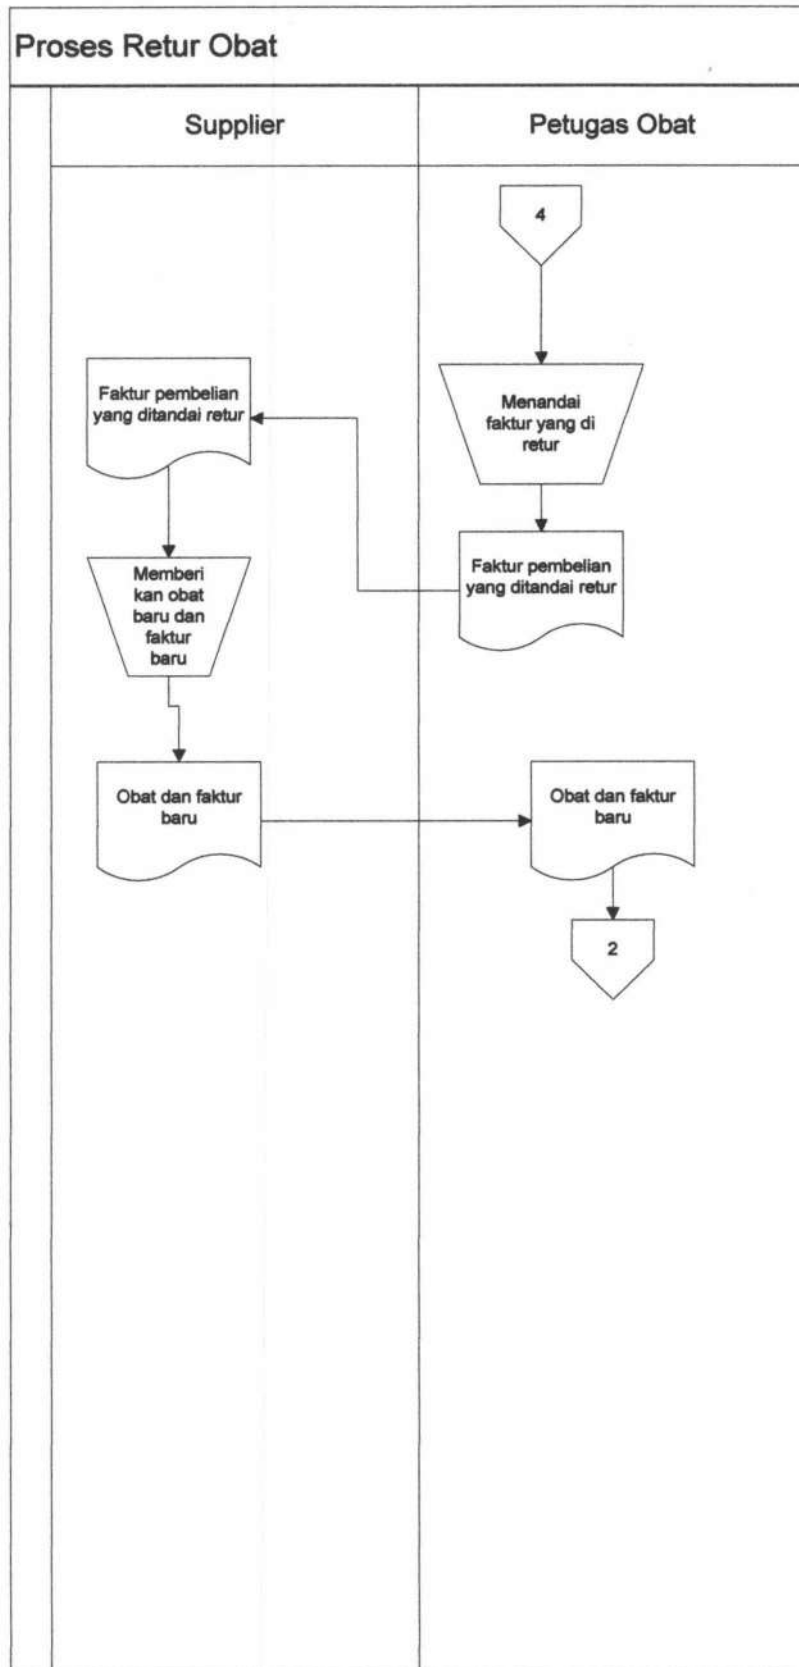 Proses Retur Obat
Supplier
Petugas Obat
4
Menandai
faktur yang di
retur
Faktur pembelian
yang ditandai retur
Faktur pembelian
yang ditandai retur
Memberi
kan obat
baru dan
faktur
baru
Obat dan faktur
baru
Obat dan faktur
baru
2